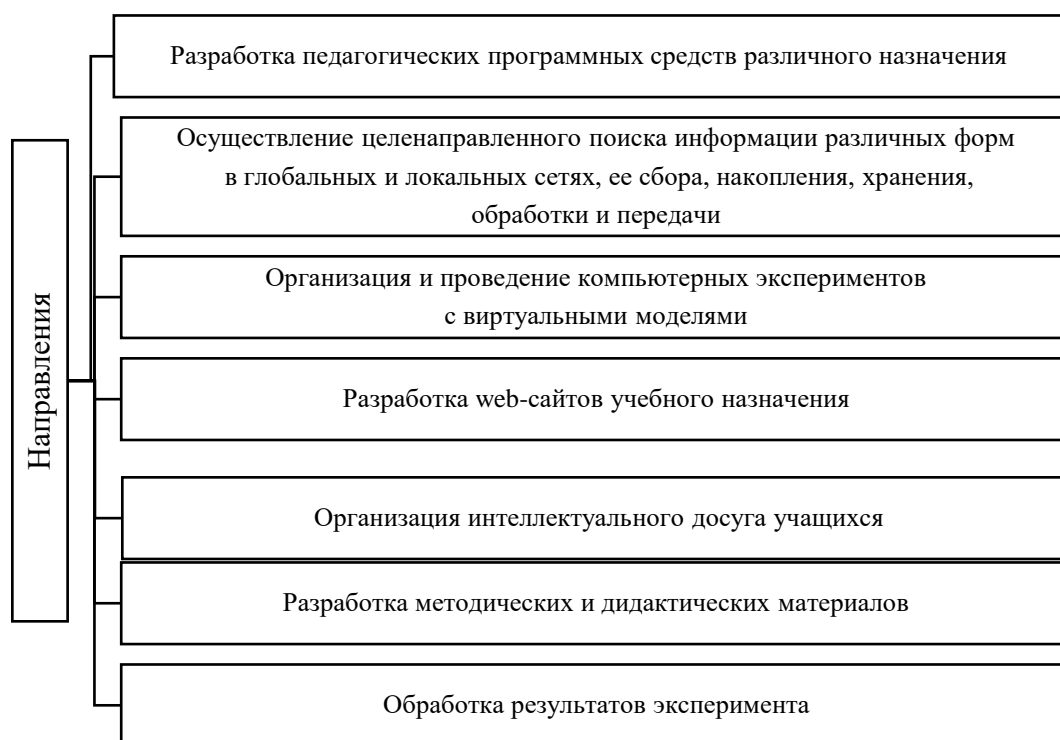 Направления
Разработка педагогических программных средств различного назначения
Осуществление целенаправленного поиска информации различных форм
в глобальных и локальных сетях, ее сбора, накопления, хранения,
обработки и передачи
Организация и проведение компьютерных экспериментов
с виртуальными моделями
Разработка web-сайтов учебного назначения
Организация интеллектуального досуга учащихся
Разработка методических и дидактических материалов
Обработка результатов эксперимента